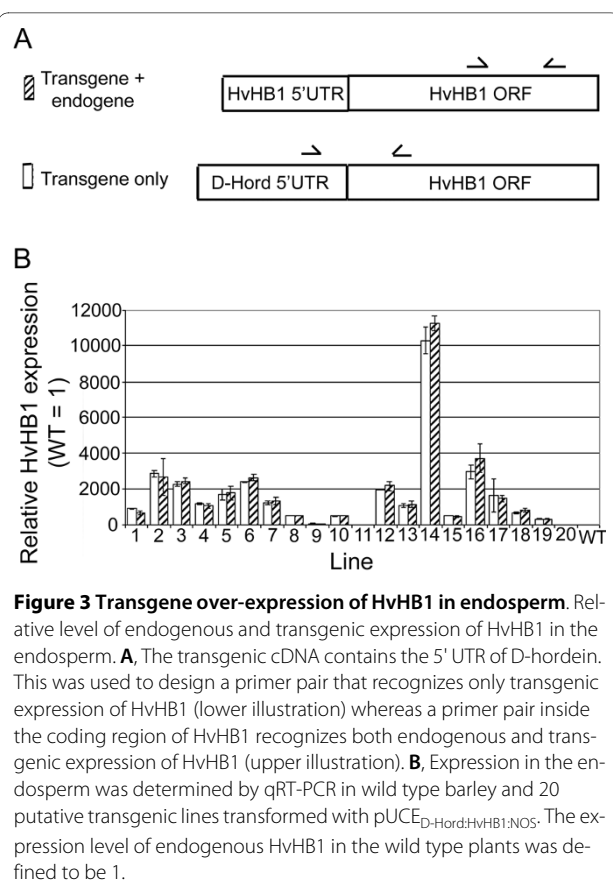 A
Transgene +
endogene
HvHB1 5'UTR
HvHB1 ORF
Transgene only
D-Hord 5'UTR
HvHB1 ORF
B
Relative HvHB1 expression
(WT = 1)
12000
10000
8000
6000
4000
2000
0
1 2 3 4 5 6 7 8 9 10 11 12 13 14 15 16 17 18 19 20 WT
Line
Figure 3 Transgene over-expression of HvHB1 in endosperm. Rel-
ative level of endogenous and transgenic expression of HvHB1 in the
endosperm. A, The transgenic cDNA contains the 5' UTR of D-hordein.
This was used to design a primer pair that recognizes only transgenic
expression of HvHB1 (lower illustration) whereas a primer pair inside
the coding region of HvHB1 recognizes both endogenous and trans-
genic expression of HvHB1 (upper illustration). B, Expression in the en-
dosperm was determined by qRT-PCR in wild type barley and 20
putative transgenic lines transformed with pUCE D-Hord:HvHB1:NOS. The ex-
pression level of endogenous HvHB1 in the wild type plants was de-
fined to be 1.